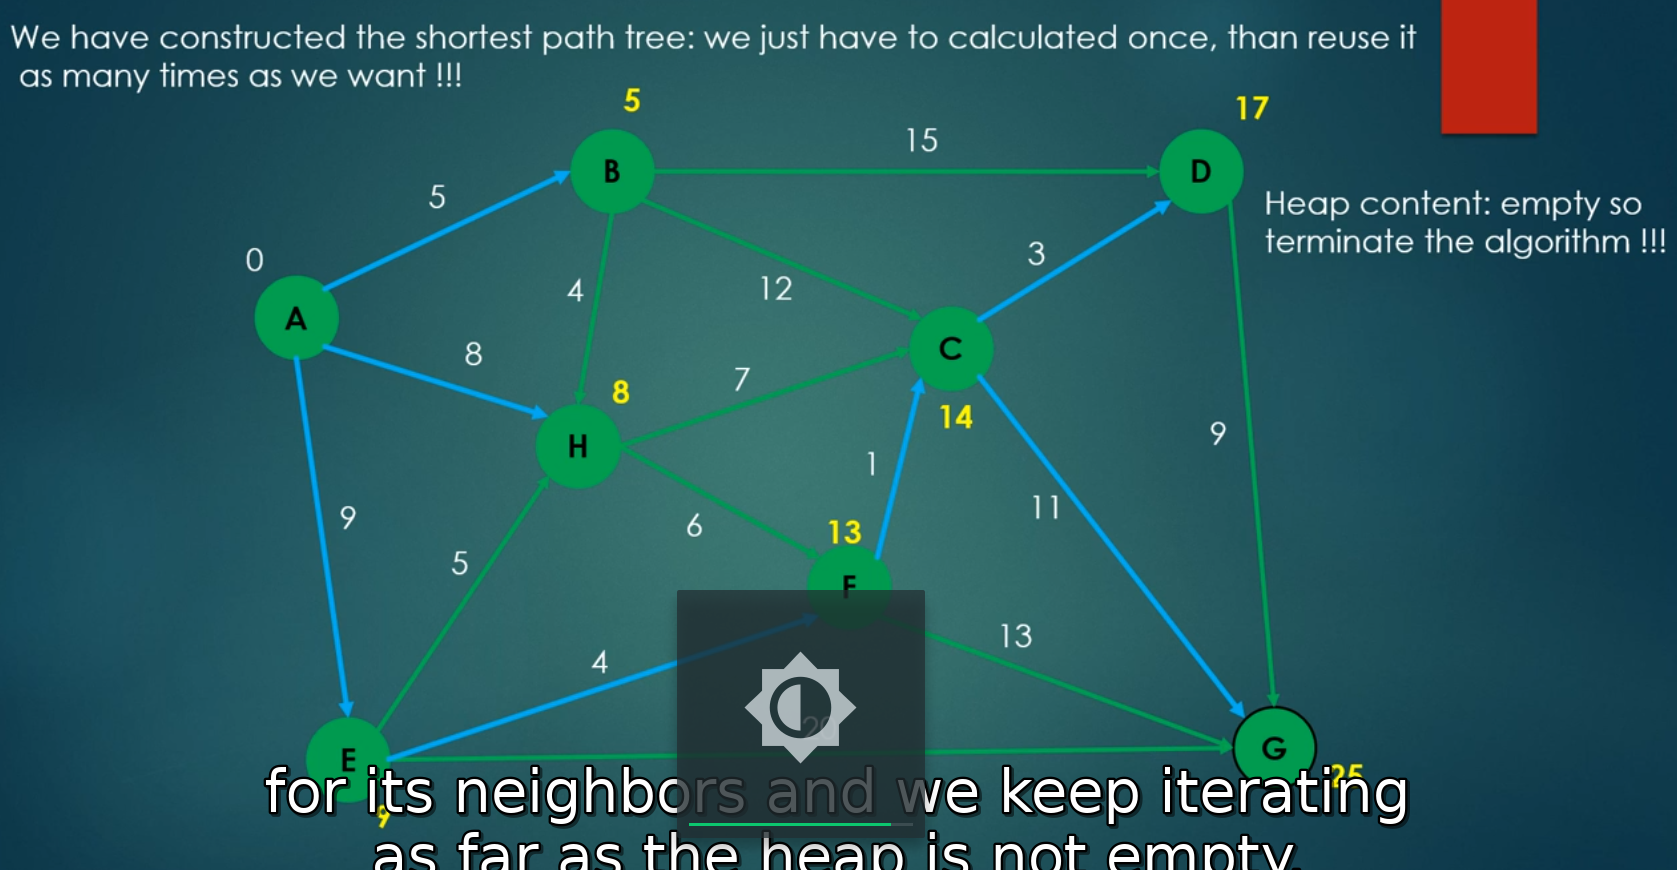 We have constructed the shortest path tree: we just have to calculated once, than reuse it
as many times as we want !!!
5
17
15
B
D
5
Heap content: empty so
terminate the algorithm !!!
0
3
4
12
A
C
8
7
8
14
H
9
1
11
9
6
13
5
F
13
4
20
E
G
25
9
for its neighbors and we keep iterating
as far as the heap is not empty.